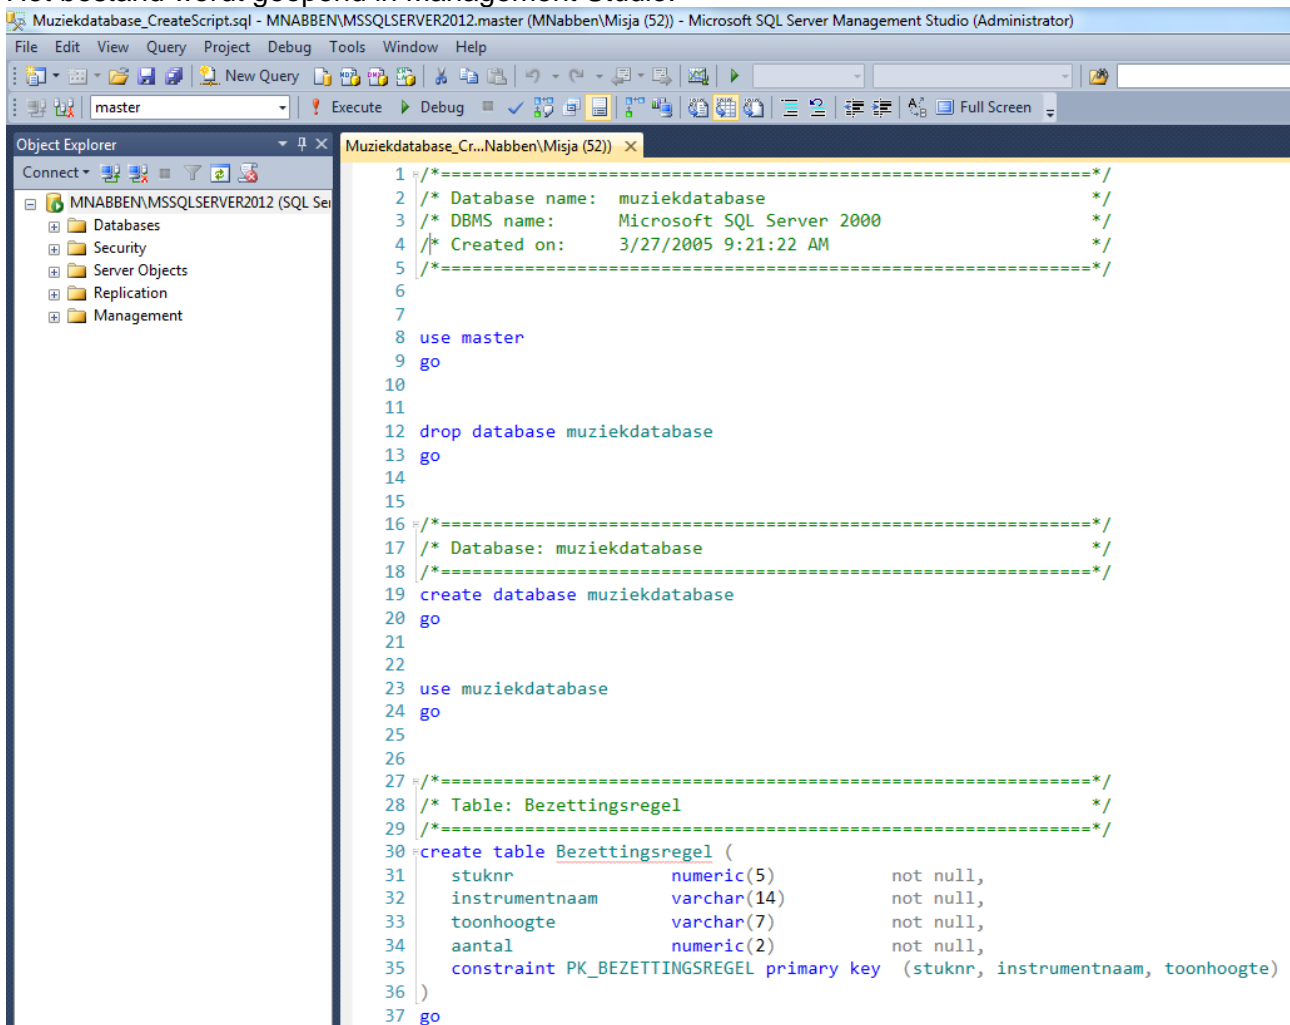 Het bestand wordt geopend in Management Studio.
Muziekdatabase_CreateScript.sql - MNABBEN\MSSQLSERVER2012.master (MNabben\Misja (52)) - Microsoft SQL Server Management Studio (Administrator)
File Edit View Query Project Debug Tools Window Help
New Query
master Execute Debug Full Screen
Object Explorer
Connect
MNABBEN\MSSQLSERVER2012 (SQL Ser
Databases
Security
Server Objects
Replication
Management
Muziekdatabase_Cr...Nabben\Misja (52))
1 /*==============================================================*/
2 /* Database name:  muziekdatabase                               */
3 /* DBMS name:      Microsoft SQL Server 2000                    */
4 /* Created on:     3/27/2005 9:21:22 AM                         */
5 /*==============================================================*/
6
7
8 use master
9 go
10
11
12 drop database muziekdatabase
13 go
14
15
16 /*==============================================================*/
17 /* Database: muziekdatabase                                     */
18 /*==============================================================*/
19 create database muziekdatabase
20 go
21
22
23 use muziekdatabase
24 go
25
26
27 /*==============================================================*/
28 /* Table: Bezettingsregel                                       */
29 /*==============================================================*/
30 create table Bezettingsregel (
31    stuknr               numeric(5)           not null,
32    instrumentnaam       varchar(14)          not null,
33    toonhoogte           varchar(7)           not null,
34    aantal               numeric(2)           not null,
35    constraint PK_BEZETTINGSREGEL primary key  (stuknr, instrumentnaam, toonhoogte)
36 )
37 go